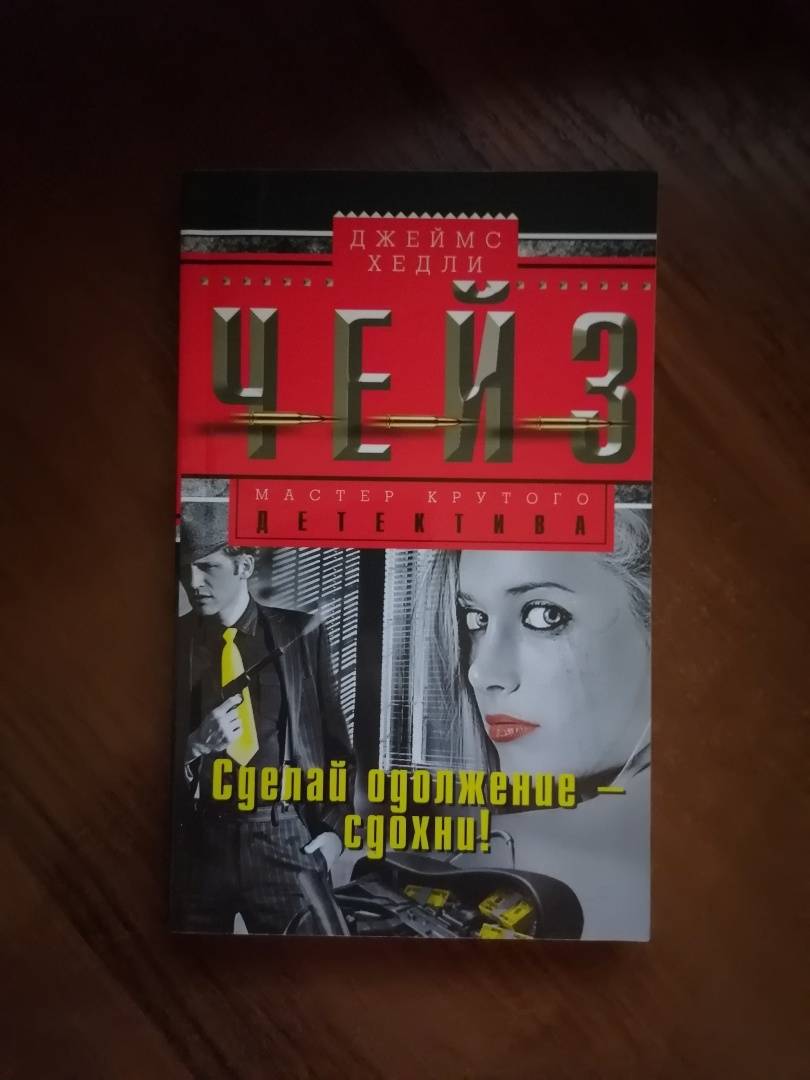 ДЖЕЙМС
ХЕДЛИ
ЧЕЙЗ
МАСТЕР КРУТОГО
ДЕТЕКТИВА
Сделай одолжение –
сдохни!